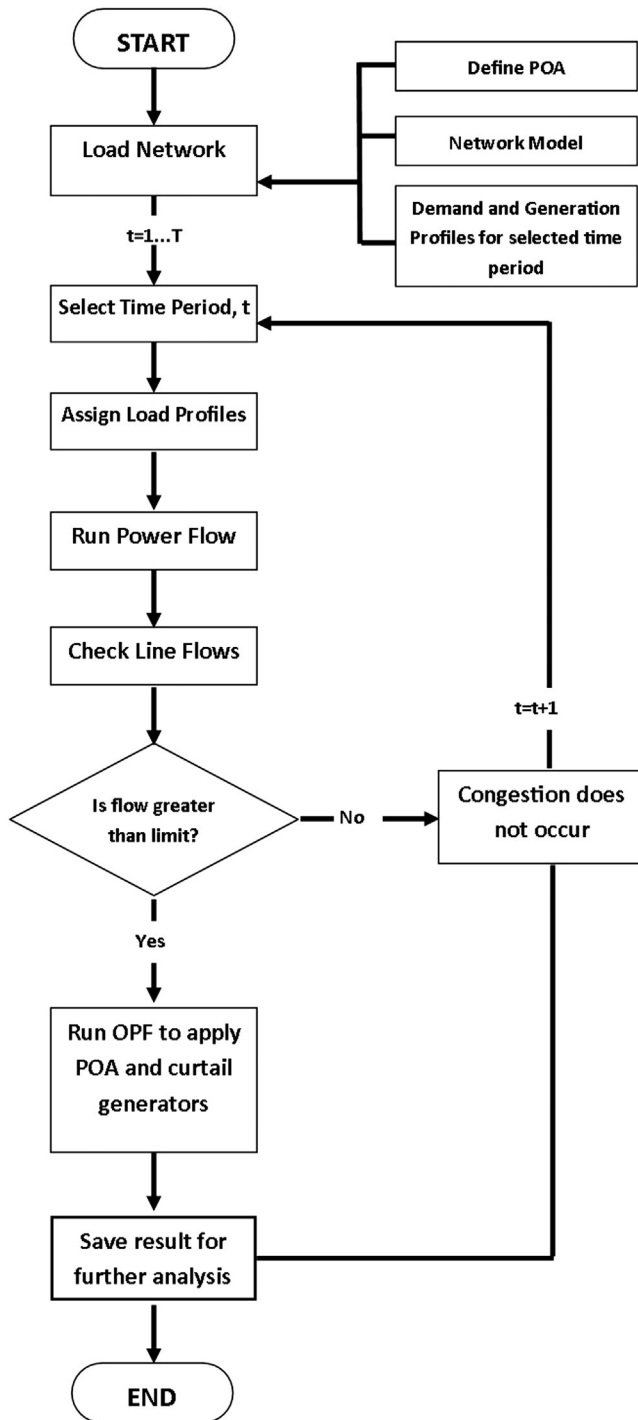 START
Define POA
Load Network
Network Model
Demand and Generation
Profiles for selected time
period
t=1...T
Select Time Period, t
Assign Load Profiles
Run Power Flow
Check Line Flows
t=t+1
Is flow greater
than limit?
No
Congestion does
not occur
Yes
Run OPF to apply
POA and curtail
generators
Save result for
further analysis
END